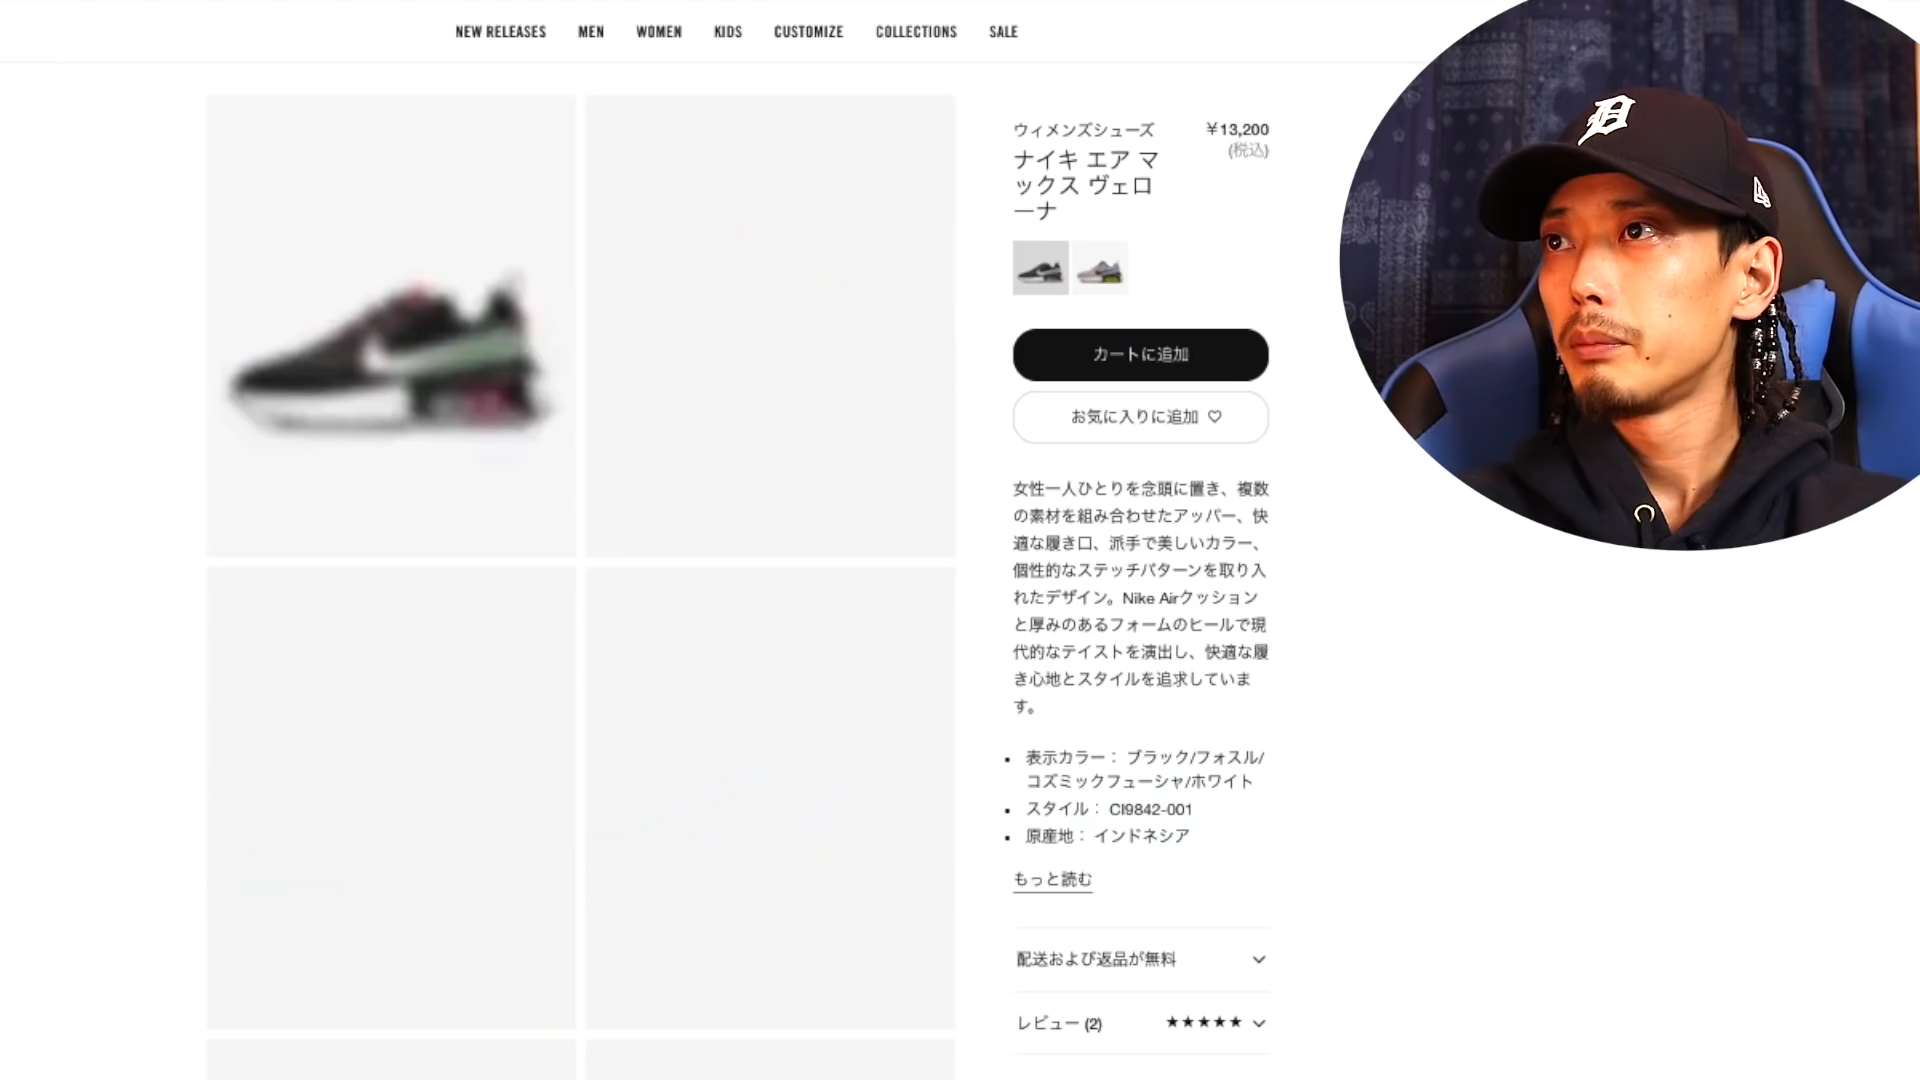 NEW RELEASES MEN WOMEN KIDS CUSTOMIZE COLLECTIONS SALE
ウィメンズシューズ ￥13,200
(税込)
ナイキ エア マ
ックス ヴェロ
ーナ
カートに追加
お気に入りに追加
女性一人ひとりを念頭に置き、複数
の素材を組み合わせたアッパー、快
適な履き口、派手で美しいカラー、
個性的なステッチパターンを取り入
れたデザイン。Nike Airクッション
と厚みのあるフォームのヒールで現
代的なテイストを演出し、快適な履
き心地とスタイルを追求していま
す。
表示カラー： ブラック/フォスル/
コズミックフューシャ/ホワイト
スタイル： CI9842-001
原産地： インドネシア
もっと読む
配送および返品が無料
レビュー (2) ★★★★★